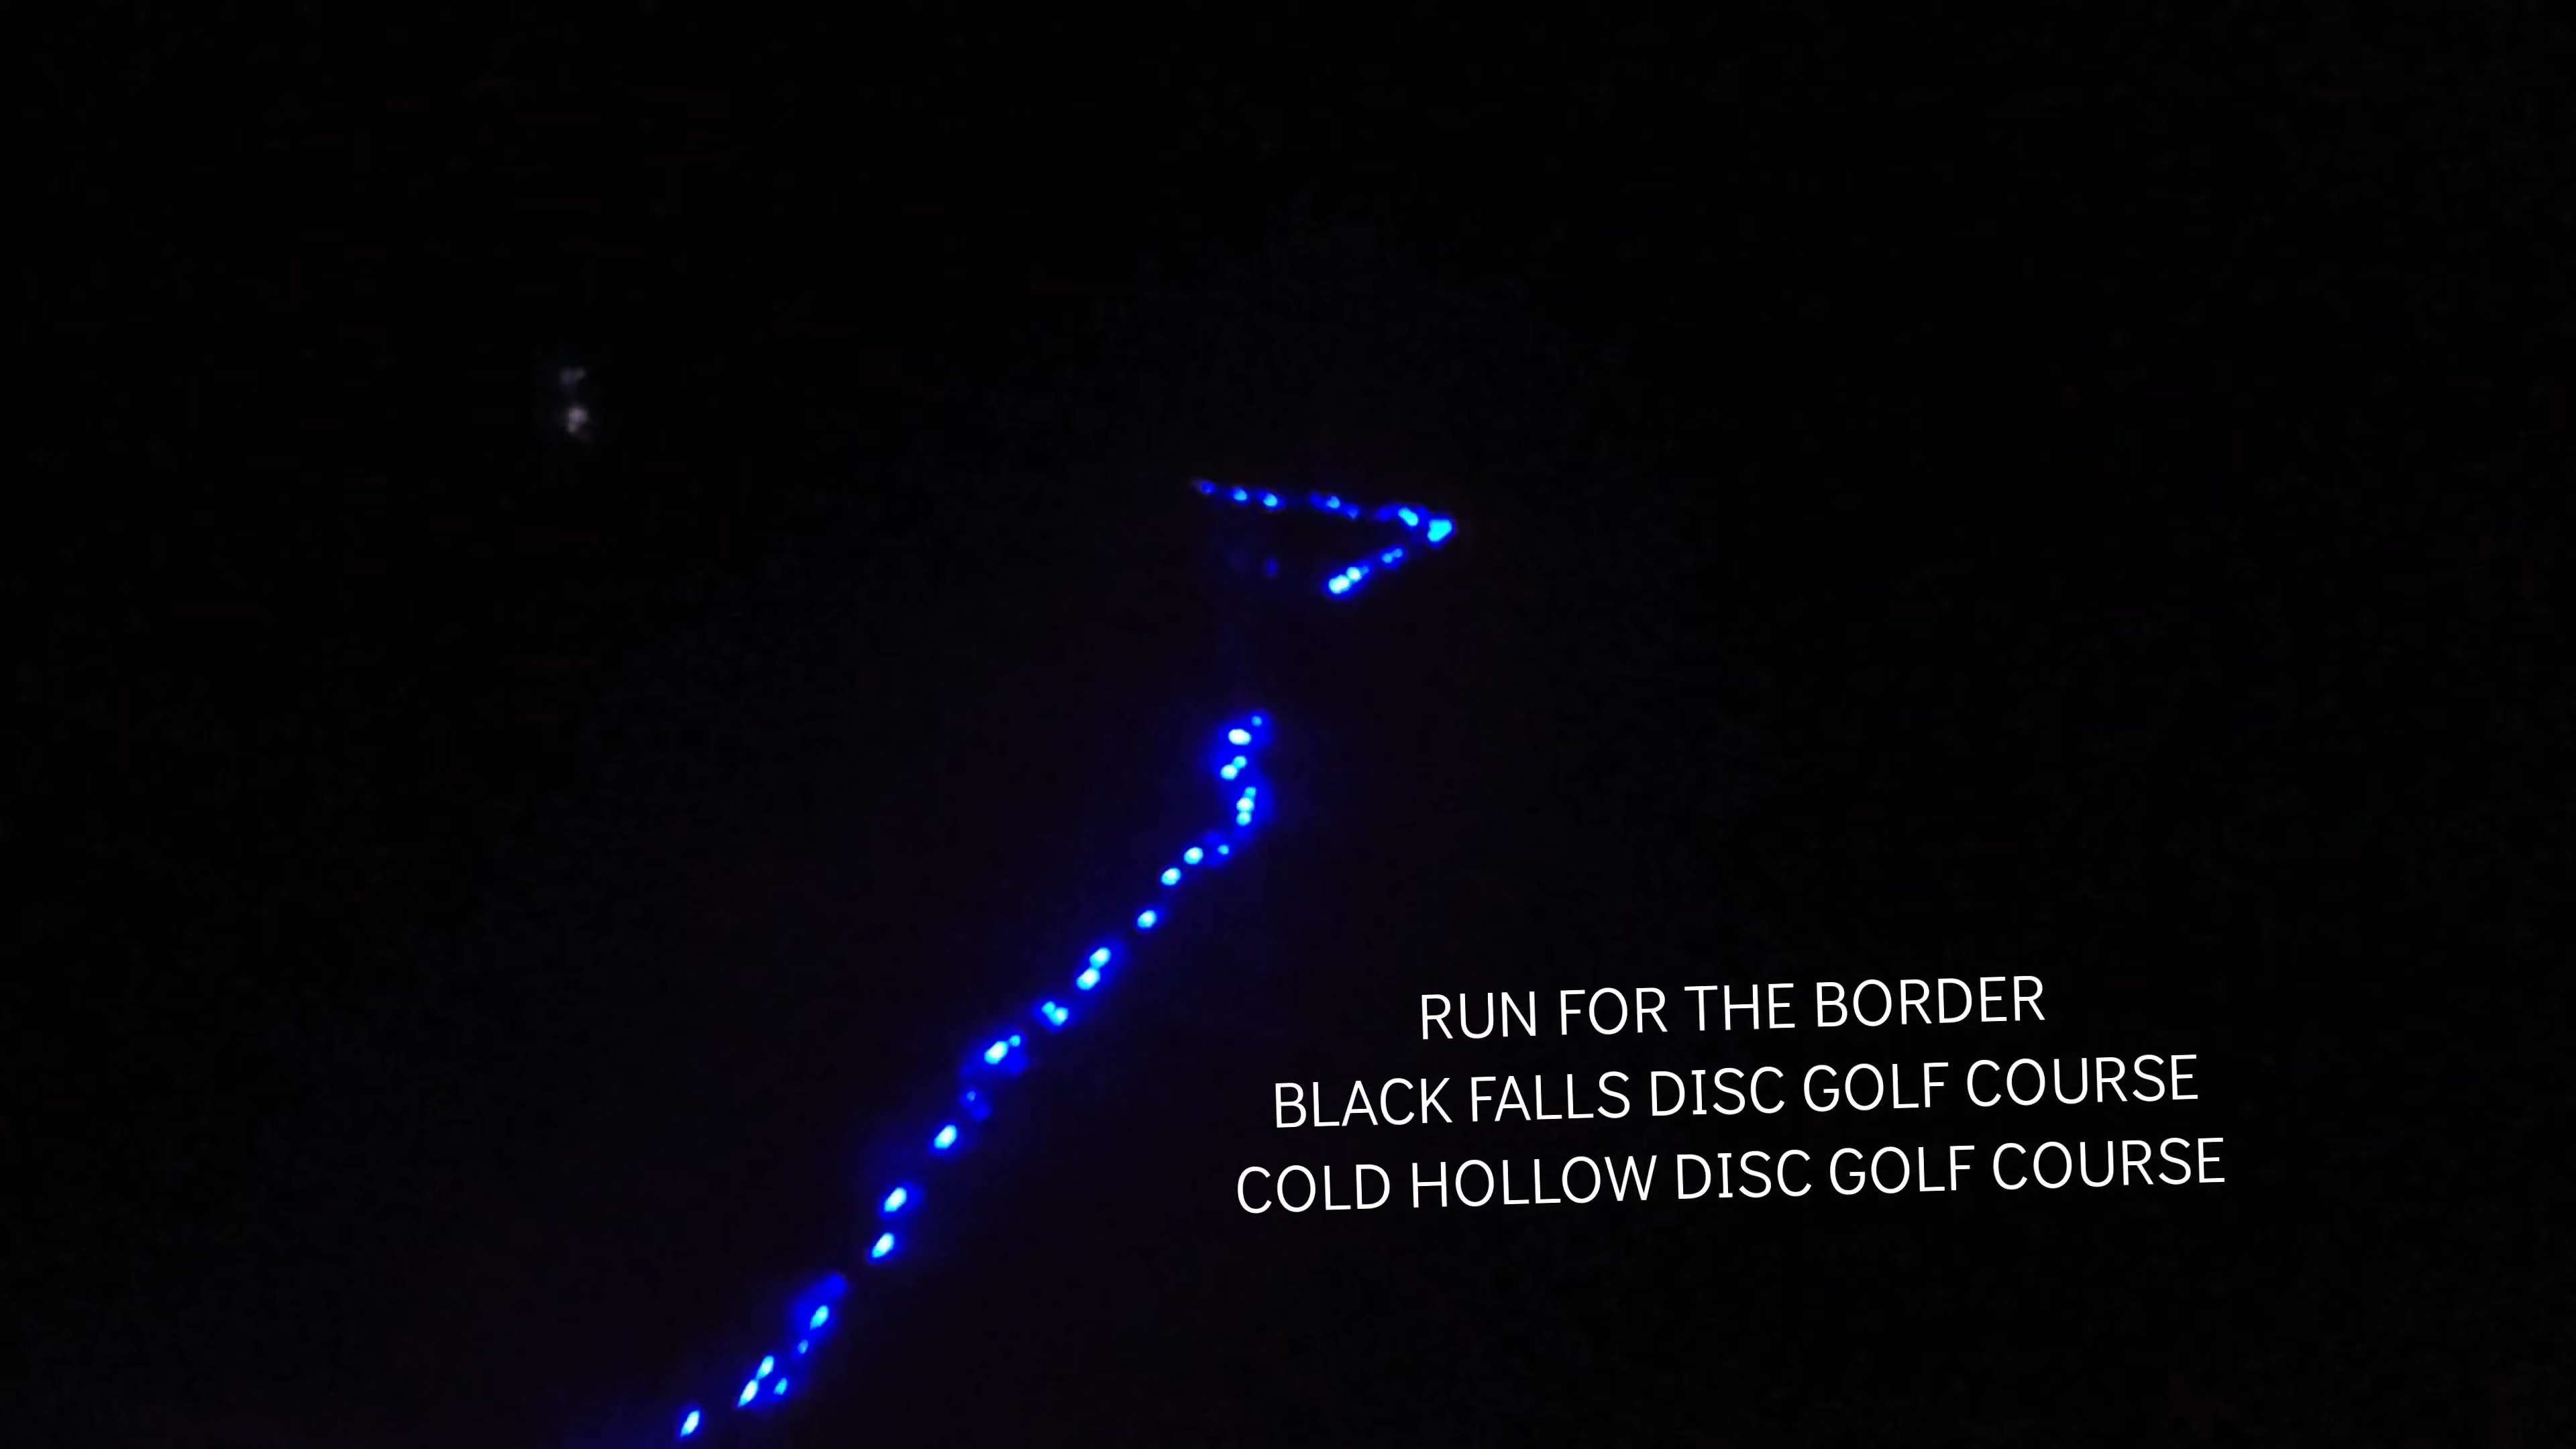 RUN FOR THE BORDER
BLACK FALLS DISC GOLF COURSE
COLD HOLLOW DISC GOLF COURSE